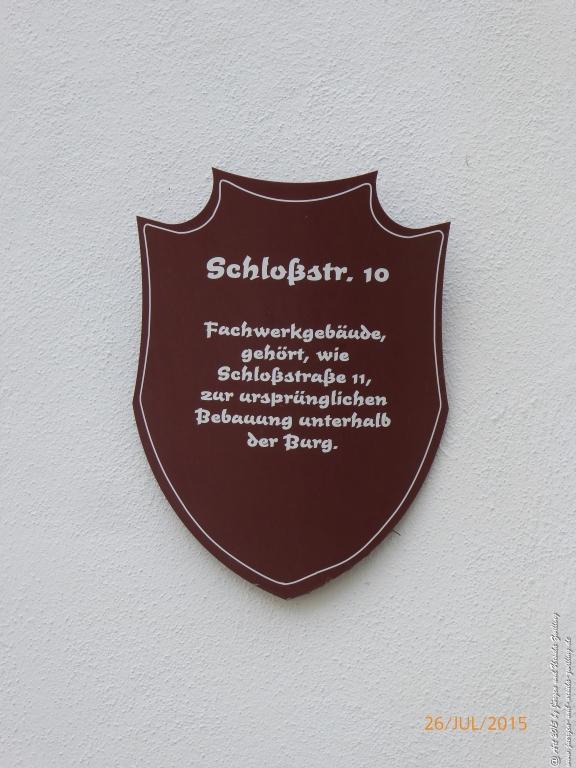 Schloßstr. 10
Fachwerkgebäude,
gehört, wie
Schloßstraße 11,
zur ursprünglichen
Bebauung unterhalb
der Burg.
26/JUL/2015